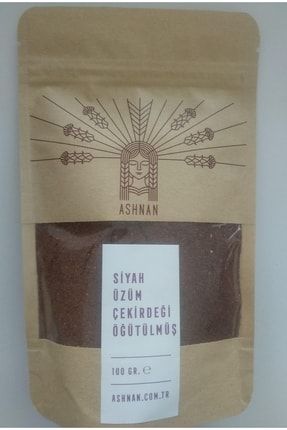 ASHNAN
SİYAH
ÜZÜM
ÇEKİRDEĞİ
ÖĞÜTÜLMÜŞ
100 GR. ℮
ASHNAN.COM.TR